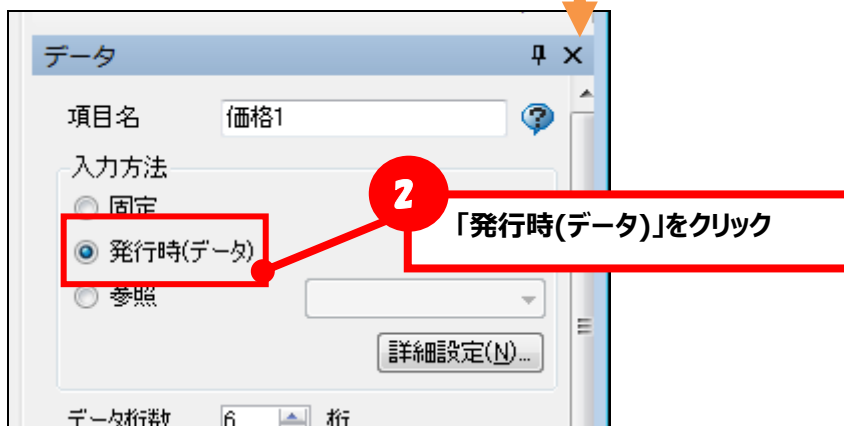 データ
項目名 価格1
入力方法
固定
2
発行時(データ)
「発行時(データ)」をクリック
参照
詳細設定(N)...
データ桁数 6 桁